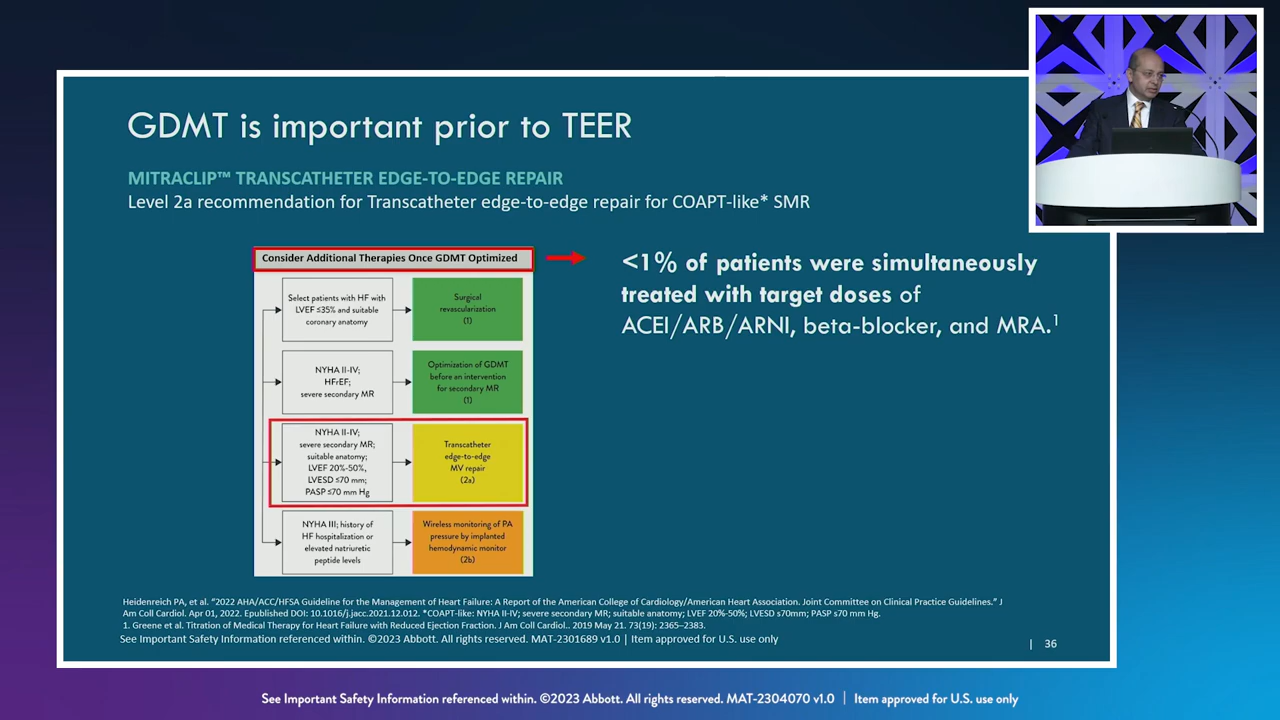 GDMT is important prior to TEER
MITRACLIP™ TRANSCATHETER EDGE-TO-EDGE REPAIR
Level 2a recommendation for Transcatheter edge-to-edge repair for COAPT-like* SMR
Consider Additional Therapies Once GDMT Optimized
Select patients with HF with
LVEF ≤35% and suitable
coronary anatomy
Surgical
revascularization
(1)
NYHA II-IV;
HFrEF;
severe secondary MR
Optimization of GDMT
before an intervention
for secondary MR
(1)
NYHA II-IV;
severe secondary MR;
suitable anatomy;
LVEF 20%-50%,
LVESD ≤70 mm;
PASP ≤70 mm Hg
Transcatheter
edge-to-edge
MV repair
(2a)
NYHA III; history of
HF hospitalization or
elevated natriuretic
peptide levels
Wireless monitoring of PA
pressure by implanted
hemodynamic monitor
(2b)
<1% of patients were simultaneously
treated with target doses of
ACEI/ARB/ARNI, beta-blocker, and MRA.¹
Heidenreich PA, et al. "2022 AHA/ACC/HFSA Guideline for the Management of Heart Failure: A Report of the American College of Cardiology/American Heart Association. Joint Committee on Clinical Practice Guidelines." J
Am Coll Cardiol. Apr 01, 2022. Epublished DOI: 10.1016/j.jacc.2021.12.012. *COAPT-like: NYHA II-IV; severe secondary MR; suitable anatomy; LVEF 20%-50%; LVESD ≤70mm; PASP ≤70 mm Hg.
1. Greene et al. Titration of Medical Therapy for Heart Failure with Reduced Ejection Fraction. J Am Coll Cardiol.. 2019 May 21. 73(19): 2365–2383.
See Important Safety Information referenced within. ©2023 Abbott. All rights reserved. MAT-2301689 v1.0 | Item approved for U.S. use only
| 36
See Important Safety Information referenced within. ©2023 Abbott. All rights reserved. MAT-2304070 v1.0 | Item approved for U.S. use only